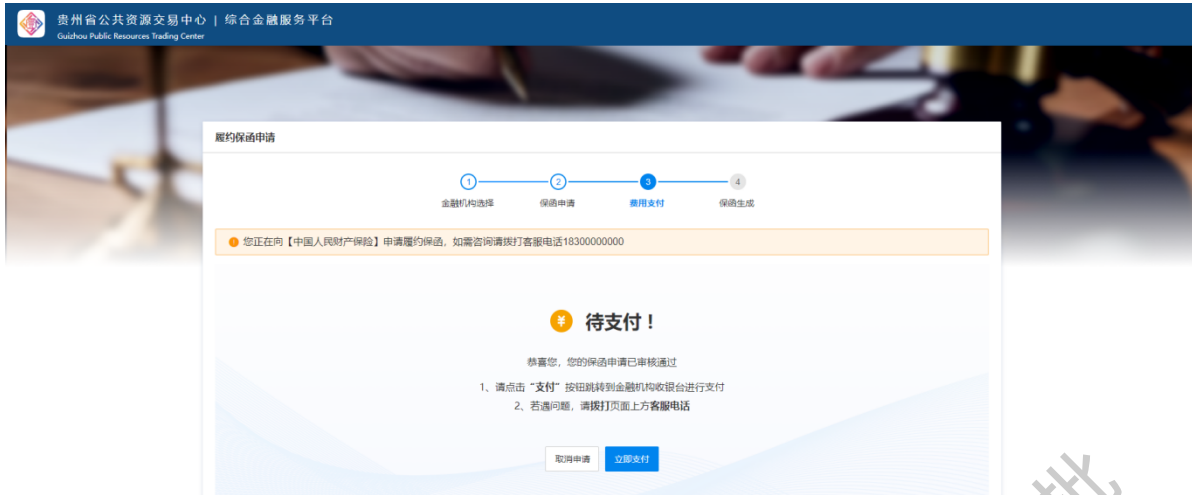 贵州省公共资源交易中心 | 综合金融服务平台
Guizhou Public Resources Trading Center
履约保函申请
1 2 3 4
金融机构选择 保函申请 费用支付 保函生成
您正在向【中国人民财产保险】申请履约保函，如需咨询请拨打客服电话18300000000
¥ 待支付！
恭喜您，您的保函申请已审核通过
1、请点击“支付”按钮跳转到金融机构收银台进行支付
2、若遇问题，请拨打页面上方客服电话
取消申请 立即支付